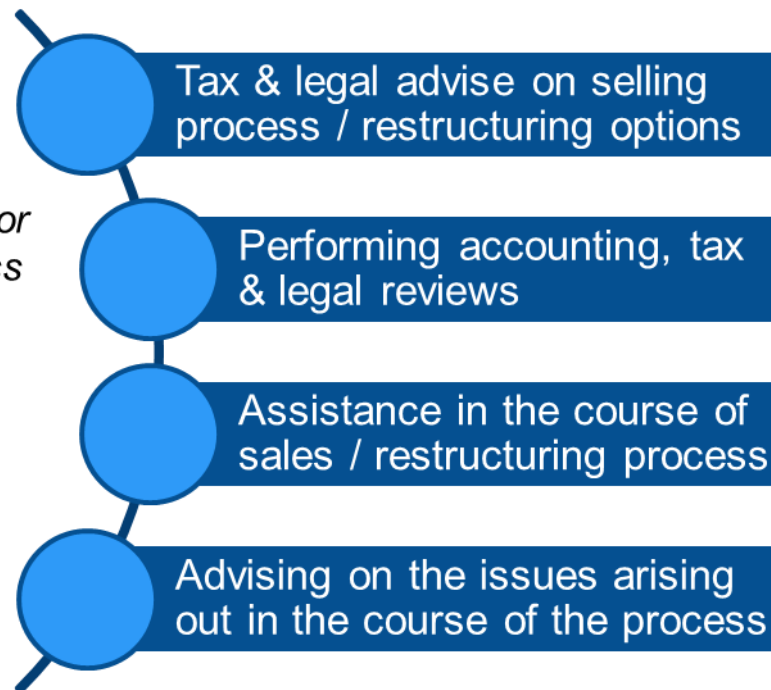 Tax & legal advise on selling
process / restructuring options
or
Performing accounting, tax
& legal reviews
Assistance in the course of
sales / restructuring process
Advising on the issues arising
out in the course of the process